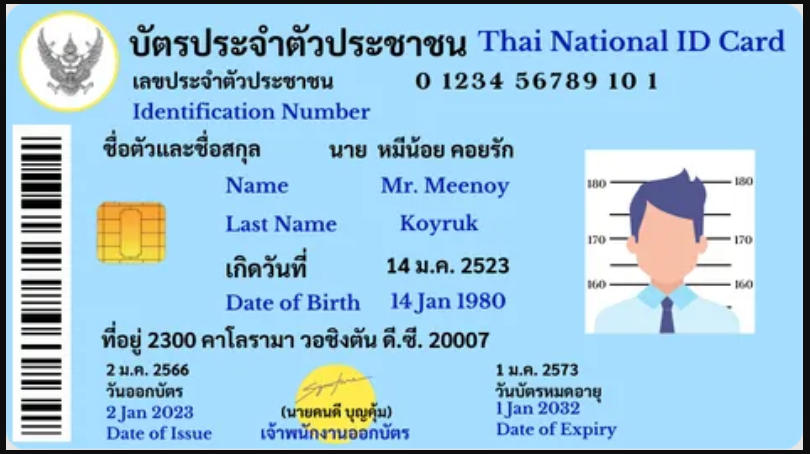 บัตรประจำตัวประชาชน Thai National ID Card
เลขประจำตัวประชาชน 0 1234 56789 10 1
Identification Number
ชื่อตัวและชื่อสกุล นาย หมีน้อย คอยรัก
Name Mr. Meenoy
Last Name Koyruk
เกิดวันที่ 14 ม.ค. 2523
Date of Birth 14 Jan 1980
ที่อยู่ 2300 คาโลรามา วอชิงตัน ดี.ซี. 20007
180 180
170 170
160 160
2 ม.ค. 2566
วันออกบัตร
2 Jan 2023
Date of Issue
Signature
(นายคนดี บุญคุ้ม)
เจ้าพนักงานออกบัตร
1 ม.ค. 2573
วันบัตรหมดอายุ
1 Jan 2032
Date of Expiry